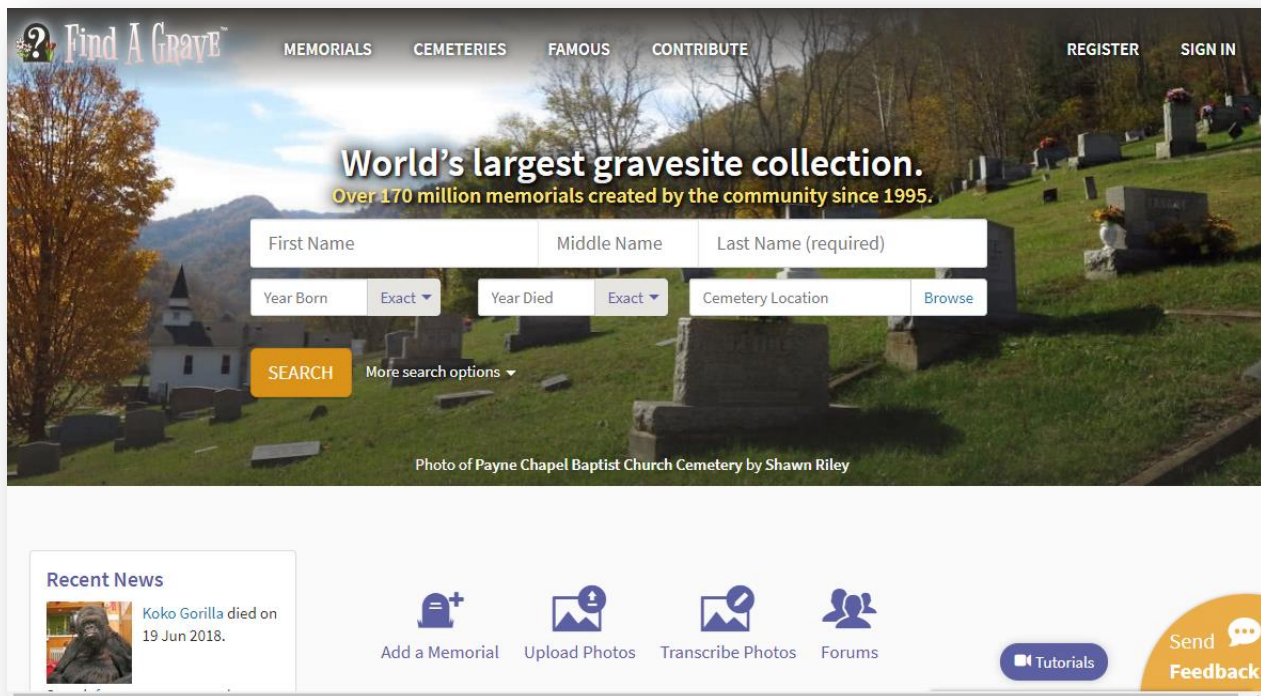 Find A Grave™
MEMORIALS CEMETERIES FAMOUS CONTRIBUTE REGISTER SIGN IN
World's largest gravesite collection.
Over 170 million memorials created by the community since 1995.
First Name Middle Name Last Name (required)
Year Born Exact Year Died Exact Cemetery Location Browse
SEARCH More search options
Photo of Payne Chapel Baptist Church Cemetery by Shawn Riley
Recent News
Koko Gorilla died on
19 Jun 2018.
Add a Memorial Upload Photos Transcribe Photos Forums
Tutorials
Send
Feedback